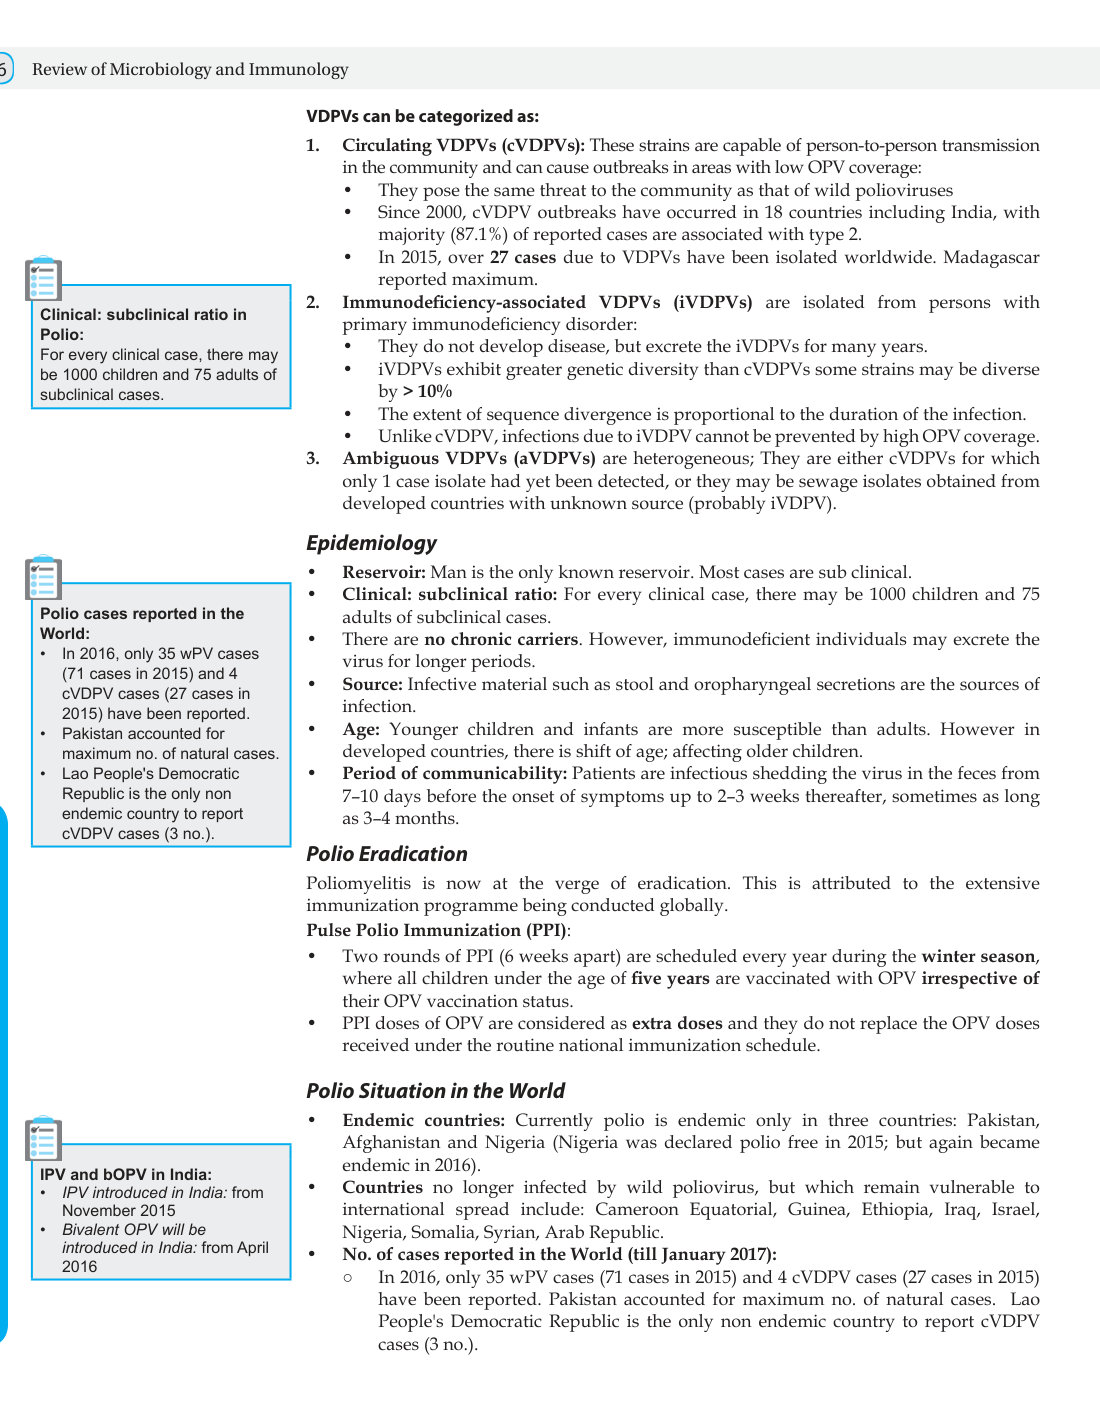 6 Review of Microbiology and Immunology
VDPVs can be categorized as:
1. Circulating VDPVs (cVDPVs): These strains are capable of person-to-person transmission
in the community and can cause outbreaks in areas with low OPV coverage:
• They pose the same threat to the community as that of wild polioviruses
• Since 2000, cVDPV outbreaks have occurred in 18 countries including India, with
majority (87.1%) of reported cases are associated with type 2.
• In 2015, over 27 cases due to VDPVs have been isolated worldwide. Madagascar
reported maximum.
2. Immunodeficiency-associated VDPVs (iVDPVs) are isolated from persons with
primary immunodeficiency disorder:
• They do not develop disease, but excrete the iVDPVs for many years.
• iVDPVs exhibit greater genetic diversity than cVDPVs some strains may be diverse
by > 10%
• The extent of sequence divergence is proportional to the duration of the infection.
• Unlike cVDPV, infections due to iVDPV cannot be prevented by high OPV coverage.
3. Ambiguous VDPVs (aVDPVs) are heterogeneous; They are either cVDPVs for which
only 1 case isolate had yet been detected, or they may be sewage isolates obtained from
developed countries with unknown source (probably iVDPV).
Clinical: subclinical ratio in
Polio:
For every clinical case, there may
be 1000 children and 75 adults of
subclinical cases.
Epidemiology
• Reservoir: Man is the only known reservoir. Most cases are sub clinical.
• Clinical: subclinical ratio: For every clinical case, there may be 1000 children and 75
adults of subclinical cases.
• There are no chronic carriers. However, immunodeficient individuals may excrete the
virus for longer periods.
• Source: Infective material such as stool and oropharyngeal secretions are the sources of
infection.
• Age: Younger children and infants are more susceptible than adults. However in
developed countries, there is shift of age; affecting older children.
• Period of communicability: Patients are infectious shedding the virus in the feces from
7–10 days before the onset of symptoms up to 2–3 weeks thereafter, sometimes as long
as 3–4 months.
Polio cases reported in the
World:
• In 2016, only 35 wPV cases
(71 cases in 2015) and 4
cVDPV cases (27 cases in
2015) have been reported.
• Pakistan accounted for
maximum no. of natural cases.
• Lao People's Democratic
Republic is the only non
endemic country to report
cVDPV cases (3 no.).
Polio Eradication
Poliomyelitis is now at the verge of eradication. This is attributed to the extensive
immunization programme being conducted globally.
Pulse Polio Immunization (PPI):
• Two rounds of PPI (6 weeks apart) are scheduled every year during the winter season,
where all children under the age of five years are vaccinated with OPV irrespective of
their OPV vaccination status.
• PPI doses of OPV are considered as extra doses and they do not replace the OPV doses
received under the routine national immunization schedule.
Polio Situation in the World
• Endemic countries: Currently polio is endemic only in three countries: Pakistan,
Afghanistan and Nigeria (Nigeria was declared polio free in 2015; but again became
endemic in 2016).
• Countries no longer infected by wild poliovirus, but which remain vulnerable to
international spread include: Cameroon Equatorial, Guinea, Ethiopia, Iraq, Israel,
Nigeria, Somalia, Syrian, Arab Republic.
• No. of cases reported in the World (till January 2017):
○ In 2016, only 35 wPV cases (71 cases in 2015) and 4 cVDPV cases (27 cases in 2015)
have been reported. Pakistan accounted for maximum no. of natural cases. Lao
People's Democratic Republic is the only non endemic country to report cVDPV
cases (3 no.).
IPV and bOPV in India:
• IPV introduced in India: from
November 2015
• Bivalent OPV will be
introduced in India: from April
2016